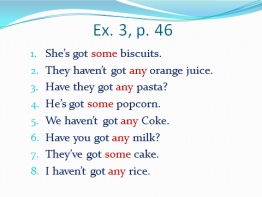 Ex. 3, p. 46
1. She's got some biscuits.
2. They haven't got any orange juice.
3. Have they got any pasta?
4. He's got some popcorn.
5. We haven't got any Coke.
6. Have you got any milk?
7. They've got some cake.
8. I haven't got any rice.